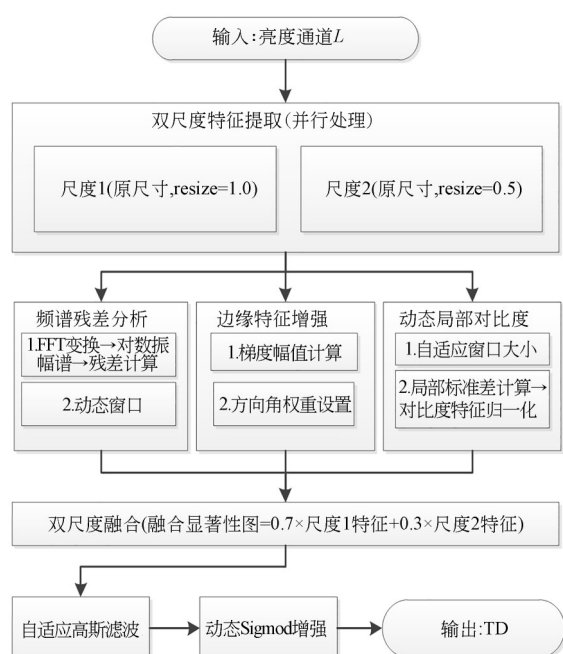 输入:亮度通道L
双尺度特征提取(并行处理)
尺度1(原尺寸,resize=1.0)
尺度2(原尺寸,resize=0.5)
频谱残差分析
1.FFT变换→对数振
幅谱→残差计算
2.动态窗口
边缘特征增强
1.梯度幅值计算
2.方向角权重设置
动态局部对比度
1.自适应窗口大小
2.局部标准差计算→
对比度特征归一化
双尺度融合(融合显著性图=0.7×尺度1特征+0.3×尺度2特征)
自适应高斯滤波
动态Sigmod增强
输出:TD